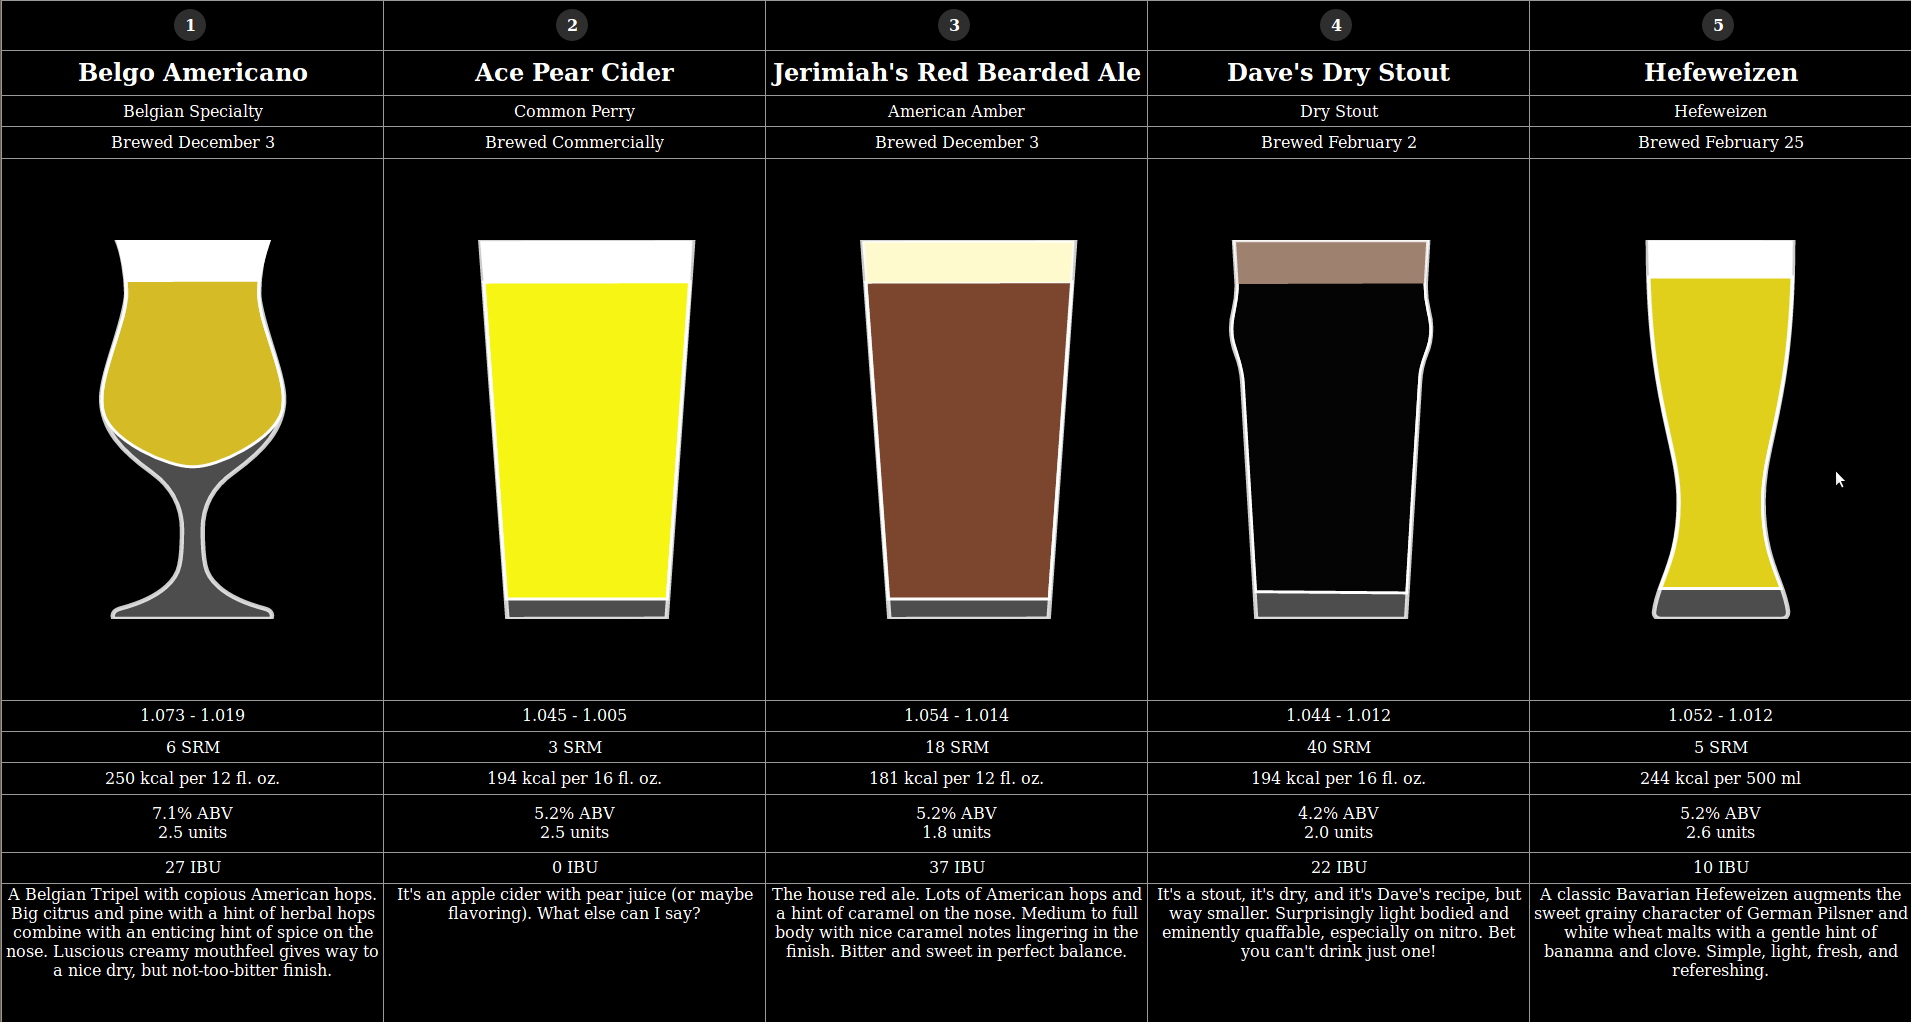 1
2
3
4
5
Belgo Americano
Ace Pear Cider
Jerimiah's Red Bearded Ale
Dave's Dry Stout
Hefeweizen
Belgian Specialty
Common Perry
American Amber
Dry Stout
Hefeweizen
Brewed December 3
Brewed Commercially
Brewed December 3
Brewed February 2
Brewed February 25
1.073 - 1.019
1.045 - 1.005
1.054 - 1.014
1.044 - 1.012
1.052 - 1.012
6 SRM
3 SRM
18 SRM
40 SRM
5 SRM
250 kcal per 12 fl. oz.
194 kcal per 16 fl. oz.
181 kcal per 12 fl. oz.
194 kcal per 16 fl. oz.
244 kcal per 500 ml
7.1% ABV
2.5 units
5.2% ABV
2.5 units
5.2% ABV
1.8 units
4.2% ABV
2.0 units
5.2% ABV
2.6 units
27 IBU
0 IBU
37 IBU
22 IBU
10 IBU
A Belgian Tripel with copious American hops.
Big citrus and pine with a hint of herbal hops
combine with an enticing hint of spice on the
nose. Luscious creamy mouthfeel gives way to
a nice dry, but not-too-bitter finish.
It's an apple cider with pear juice (or maybe
flavoring). What else can I say?
The house red ale. Lots of American hops and
a hint of caramel on the nose. Medium to full
body with nice caramel notes lingering in the
finish. Bitter and sweet in perfect balance.
It's a stout, it's dry, and it's Dave's recipe, but
way smaller. Surprisingly light bodied and
eminently quaffable, especially on nitro. Bet
you can't drink just one!
A classic Bavarian Hefeweizen augments the
sweet grainy character of German Pilsner and
white wheat malts with a gentle hint of
bananna and clove. Simple, light, fresh, and
refereshing.